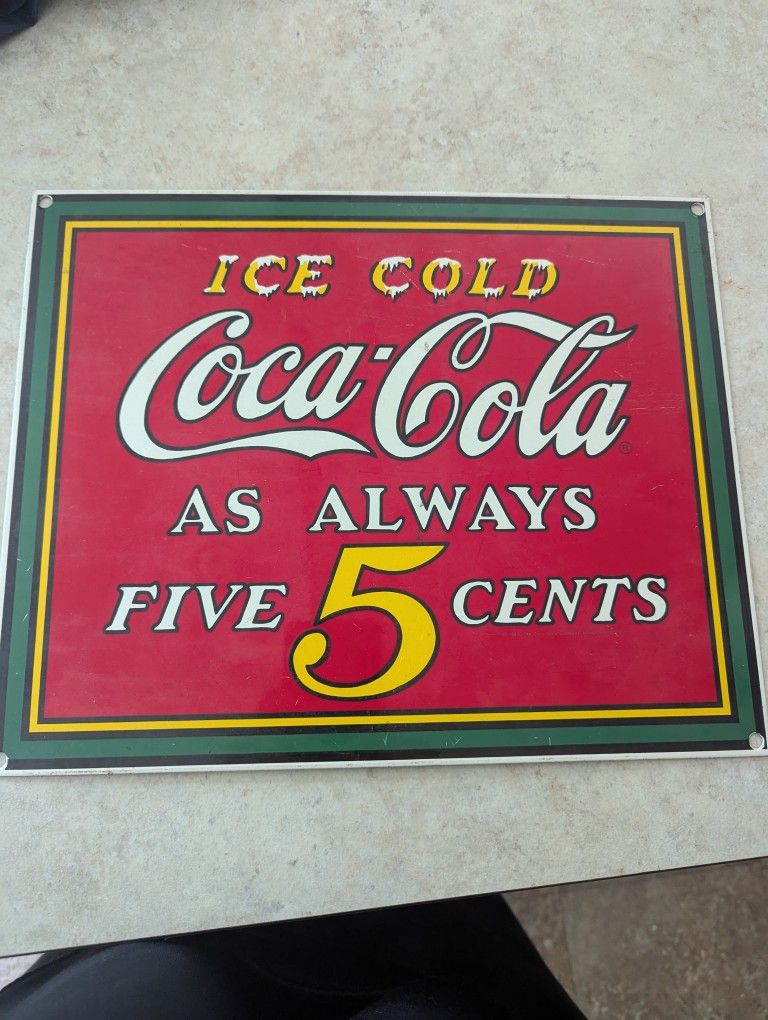 ICE COLD
Coca-Cola®
AS ALWAYS
FIVE 5 CENTS